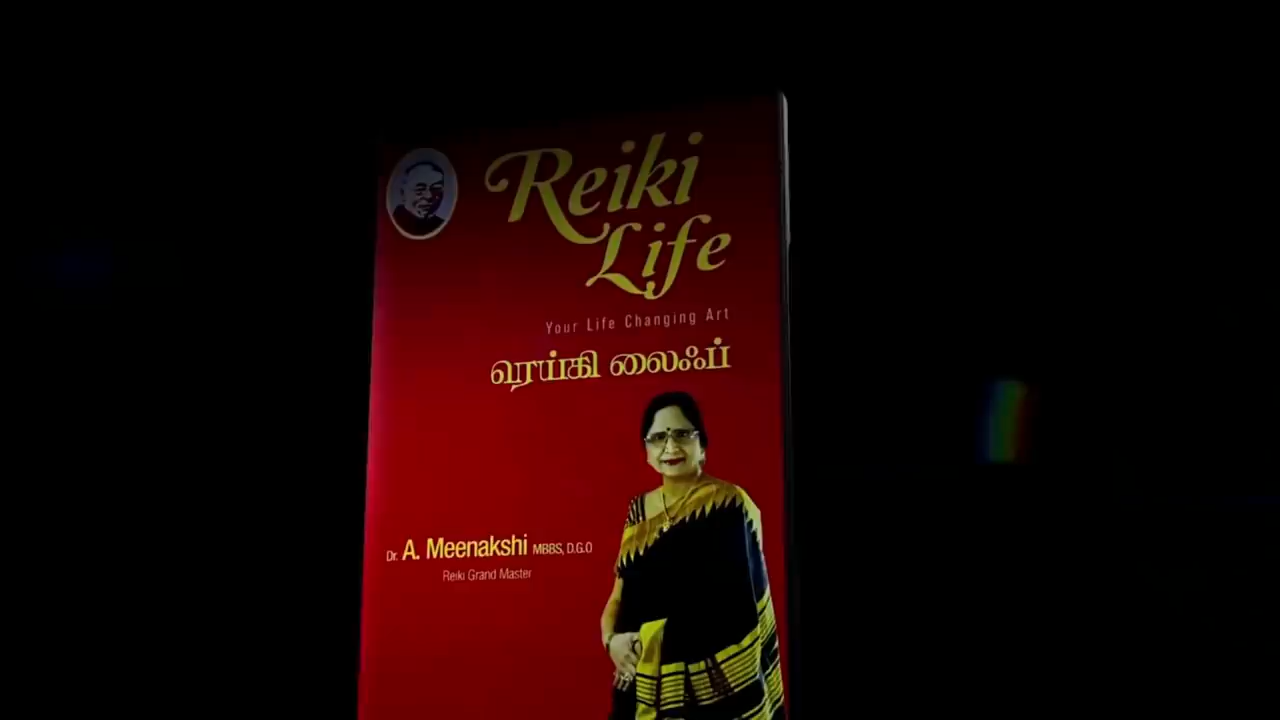 Reiki
Life
Your Life Changing Art
ரெய்கி லைஃப்
Dr. A. Meenakshi MBBS, D.G.O
Reiki Grand Master